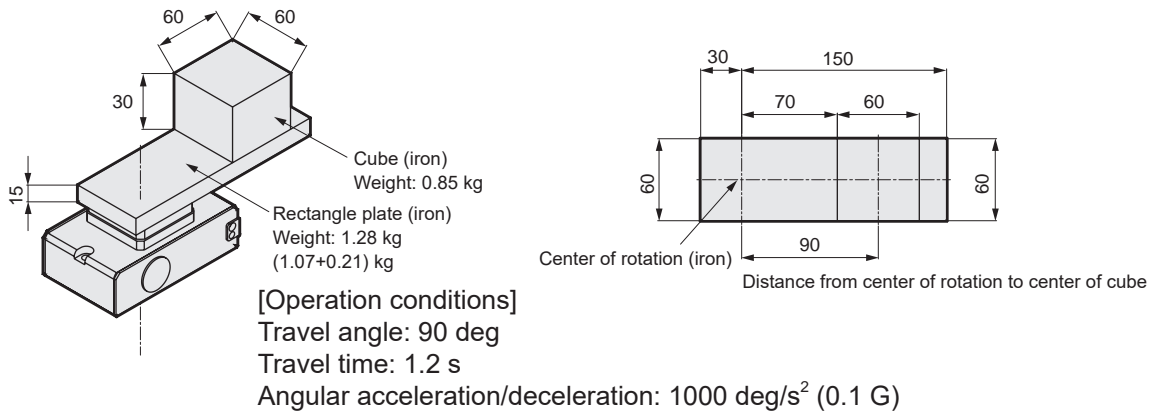 60
60
30
15
Cube (iron)
Weight: 0.85 kg
Rectangle plate (iron)
Weight: 1.28 kg
(1.07+0.21) kg
30
150
70
60
60
60
90
Center of rotation (iron)
Distance from center of rotation to center of cube
[Operation conditions]
Travel angle: 90 deg
Travel time: 1.2 s
Angular acceleration/deceleration: 1000 deg/s² (0.1 G)